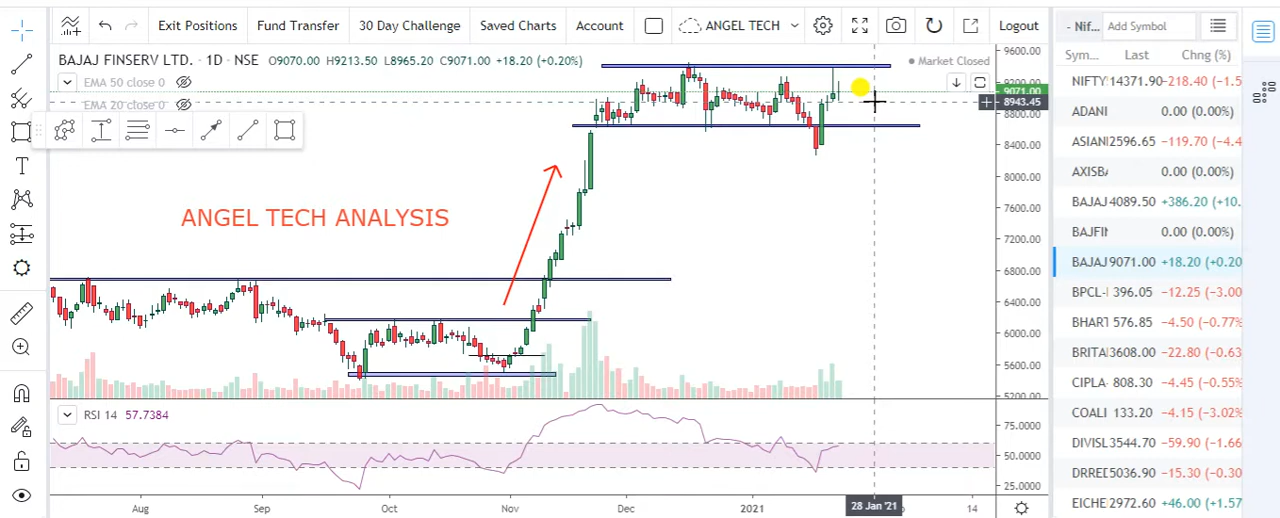 Exit Positions Fund Transfer 30 Day Challenge Saved Charts Account ANGEL TECH Logout
- Nif... Add Symbol
BAJAJ FINSERV LTD. · 1D · NSE O9070.00 H9213.50 L8965.20 C9071.00 +18.20 (+0.20%)
Market Closed
Sym... Last Chng (%)
EMA 50 close 0
EMA 20 close 0
ANGEL TECH ANALYSIS
9600.00
9200.00
9071.00
8943.45
8800.00
8400.00
8000.00
7600.00
7200.00
6800.00
6400.00
6000.00
5600.00
5200.00
RSI 14 57.7384
75.0000
50.0000
25.0000
Aug Sep Oct Nov Dec 2021 28 Jan '21 14
NIFTY 14371.90 -218.40 (-1.5
ADANI 0.00 (0.00%)
ASIAN 2596.65 -119.70 (-4.4
AXISB 0.00 (0.00%)
BAJAJ 4089.50 +386.20 (+10.
BAJFIN 0.00 (0.00%)
BAJAJ 9071.00 +18.20 (+0.20
BPCL-I 396.05 -12.25 (-3.00
BHART 576.85 -4.50 (-0.77%
BRITAI 3608.00 -22.80 (-0.63
CIPLA- 808.30 -4.45 (-0.55%
COALI 133.20 -4.15 (-3.02%
DIVISL 3544.70 -59.90 (-1.66
DRREE 5036.90 -15.30 (-0.30
EICHE 2972.60 +46.00 (+1.57